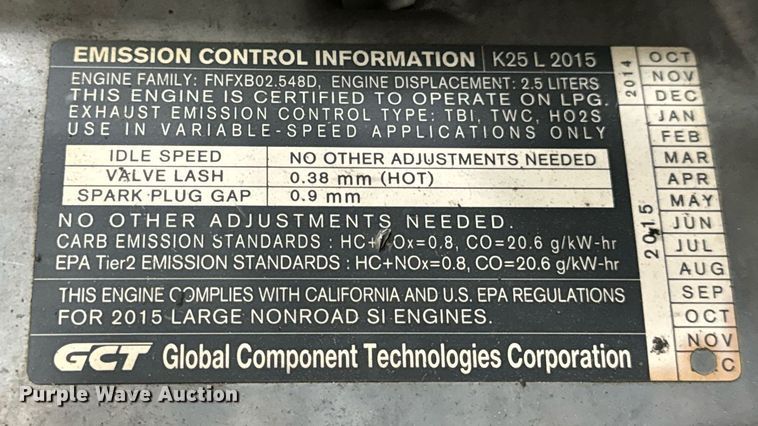 EMISSION CONTROL INFORMATION K25 L 2015
ENGINE FAMILY: FNFXB02.548D, ENGINE DISPLACEMENT: 2.5 LITERS
THIS ENGINE IS CERTIFIED TO OPERATE ON LPG.
EXHAUST EMISSION CONTROL TYPE: TBI, TWC, HO2S
USE IN VARIABLE-SPEED APPLICATIONS ONLY
IDLE SPEED NO OTHER ADJUSTMENTS NEEDED
VALVE LASH 0.38 mm (HOT)
SPARK PLUG GAP 0.9 mm
NO OTHER ADJUSTMENTS NEEDED.
CARB EMISSION STANDARDS : HC+NOx=0.8, CO=20.6 g/kW-hr
EPA Tier2 EMISSION STANDARDS : HC+NOx=0.8, CO=20.6 g/kW-hr
THIS ENGINE COMPLIES WITH CALIFORNIA AND U.S. EPA REGULATIONS
FOR 2015 LARGE NONROAD SI ENGINES.
GCT Global Component Technologies Corporation
2014
OCT
NOV
DEC
2015
JAN
FEB
MAR
APR
MAY
JUN
JUL
AUG
SEP
OCT
NOV
Purple Wave Auction